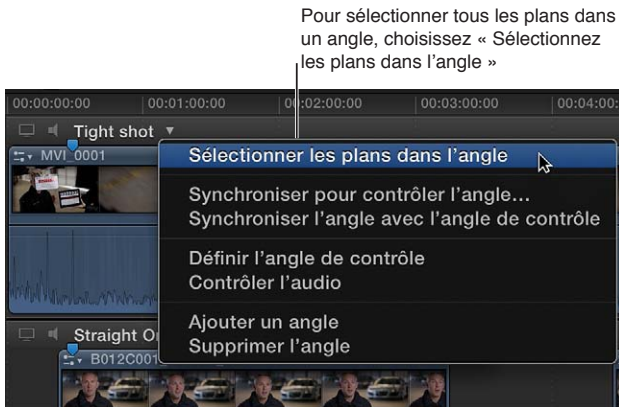 Pour sélectionner tous les plans dans
un angle, choisissez « Sélectionnez
les plans dans l'angle »
00:00:00:00 00:01:00:00 00:02:00:00 00:03:00:00 00:04:00:
Tight shot
MVI_0001
Sélectionner les plans dans l'angle
Synchroniser pour contrôler l'angle...
Synchroniser l'angle avec l'angle de contrôle
Définir l'angle de contrôle
Contrôler l'audio
Ajouter un angle
Supprimer l'angle
Straight O
B012C001